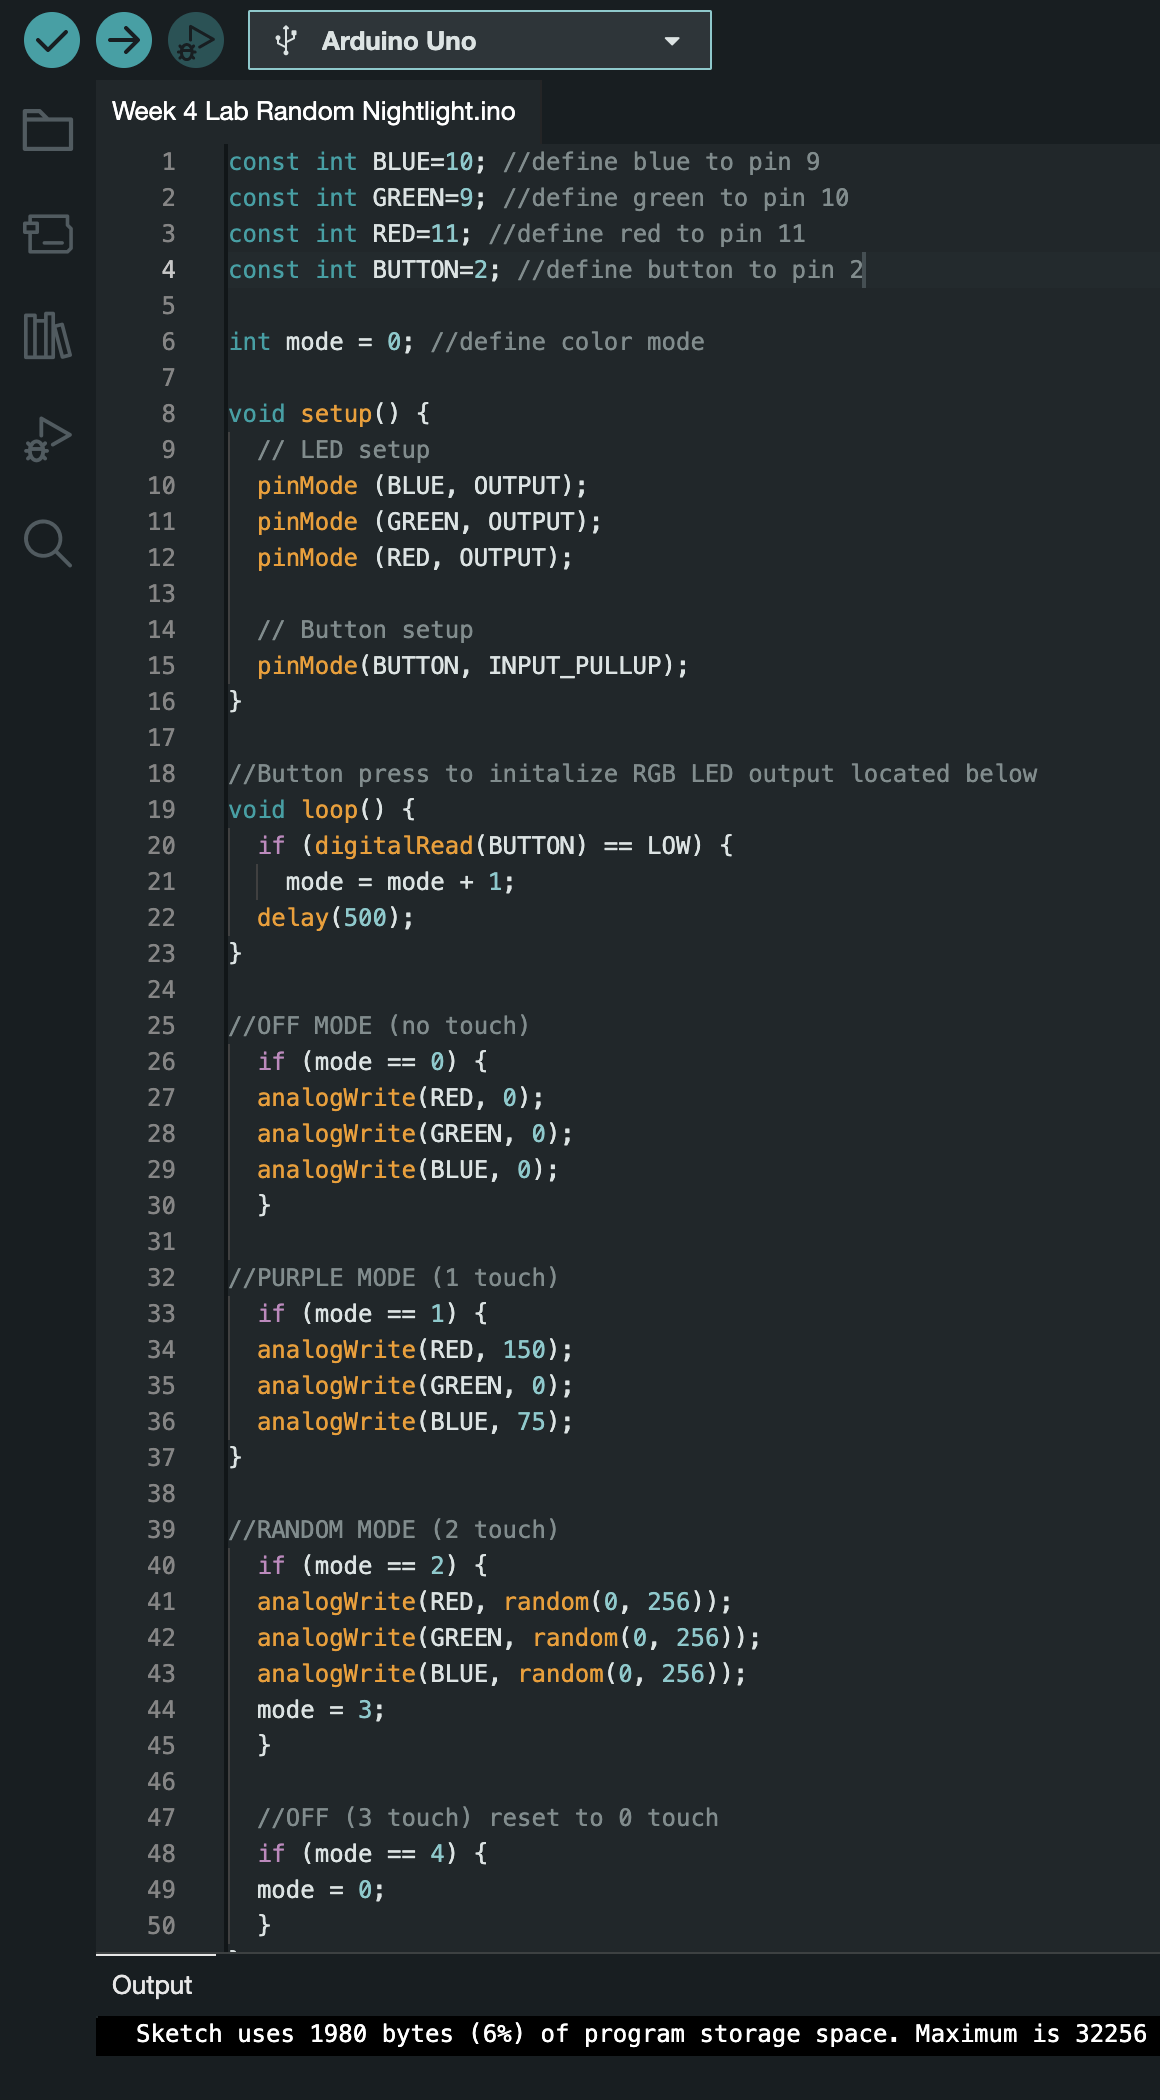 Arduino Uno
Week 4 Lab Random Nightlight.ino
1 const int BLUE=10; //define blue to pin 9
2 const int GREEN=9; //define green to pin 10
3 const int RED=11; //define red to pin 11
4 const int BUTTON=2; //define button to pin 2
5
6 int mode = 0; //define color mode
7
8 void setup() {
9   // LED setup
10   pinMode (BLUE, OUTPUT);
11   pinMode (GREEN, OUTPUT);
12   pinMode (RED, OUTPUT);
13
14   // Button setup
15   pinMode(BUTTON, INPUT_PULLUP);
16 }
17
18 //Button press to initalize RGB LED output located below
19 void loop() {
20   if (digitalRead(BUTTON) == LOW) {
21     mode = mode + 1;
22   delay(500);
23 }
24
25 //OFF MODE (no touch)
26   if (mode == 0) {
27   analogWrite(RED, 0);
28   analogWrite(GREEN, 0);
29   analogWrite(BLUE, 0);
30   }
31
32 //PURPLE MODE (1 touch)
33   if (mode == 1) {
34   analogWrite(RED, 150);
35   analogWrite(GREEN, 0);
36   analogWrite(BLUE, 75);
37 }
38
39 //RANDOM MODE (2 touch)
40   if (mode == 2) {
41   analogWrite(RED, random(0, 256));
42   analogWrite(GREEN, random(0, 256));
43   analogWrite(BLUE, random(0, 256));
44   mode = 3;
45   }
46
47   //OFF (3 touch) reset to 0 touch
48   if (mode == 4) {
49   mode = 0;
50   }
Output
Sketch uses 1980 bytes (6%) of program storage space. Maximum is 32256